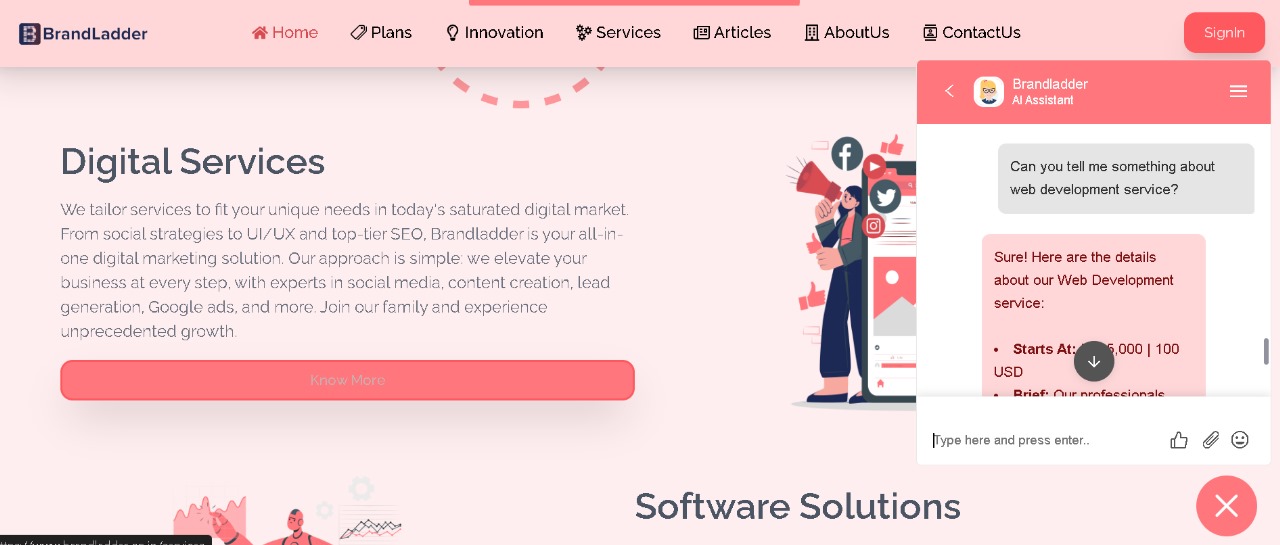 BrandLadder
Home
Plans
Innovation
Services
Articles
AboutUs
ContactUs
SignIn
Digital Services
We tailor services to fit your unique needs in today's saturated digital market.
From social strategies to UI/UX and top-tier SEO, Brandladder is your all-in-
one digital marketing solution. Our approach is simple: we elevate your
business at every step, with experts in social media, content creation, lead
generation, Google ads, and more. Join our family and experience
unprecedented growth.
Know More
Software Solutions
Brandladder
AI Assistant
Can you tell me something about
web development service?
Sure! Here are the details
about our Web Development
service:
• Starts At: 5,000 | 100
USD
• Brief: Our professionals
Type here and press enter..